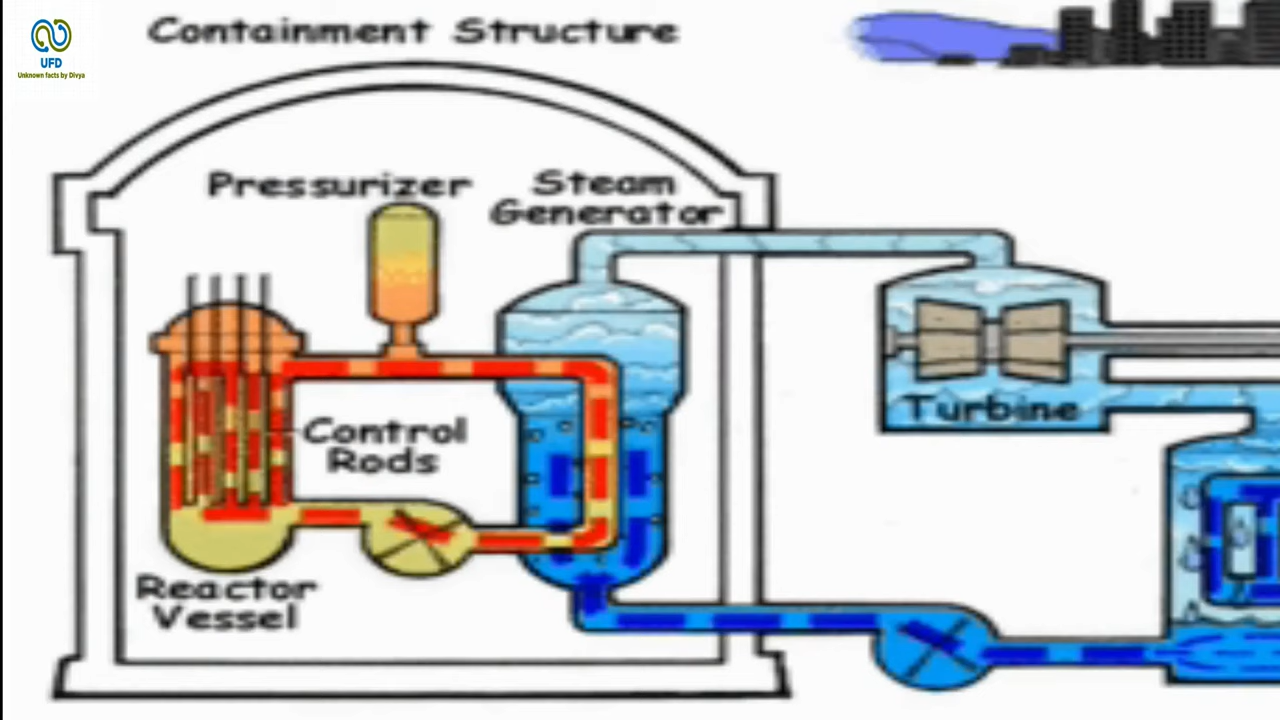 UFD
Unknown facts by Divya
Containment Structure
Pressurizer
Steam
Generator
Control
Rods
Turbine
Reactor
Vessel